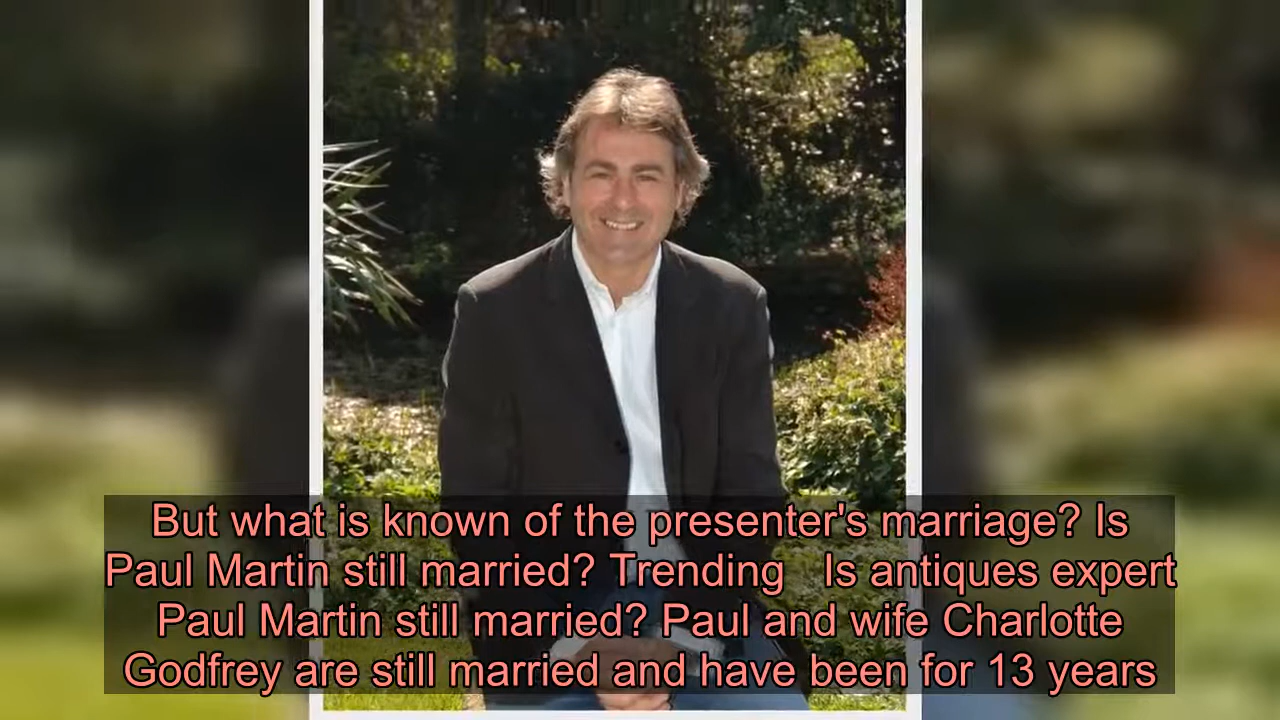 But what is known of the presenter's marriage? Is
Paul Martin still married? Trending   Is antiques expert
Paul Martin still married? Paul and wife Charlotte
Godfrey are still married and have been for 13 years